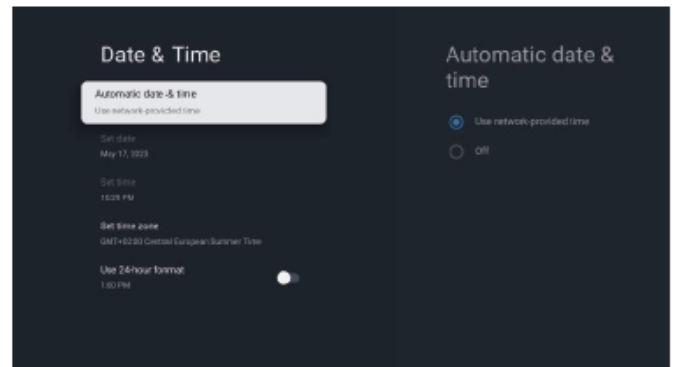 Date & Time
Automatic date & time
Use network-provided time
Set date
May 17, 2023
Set time
10:29 PM
Set time zone
GMT+02:00 Central European Summer Time
Use 24-hour format
1:00 PM
Automatic date &
time
Use network-provided time
Off